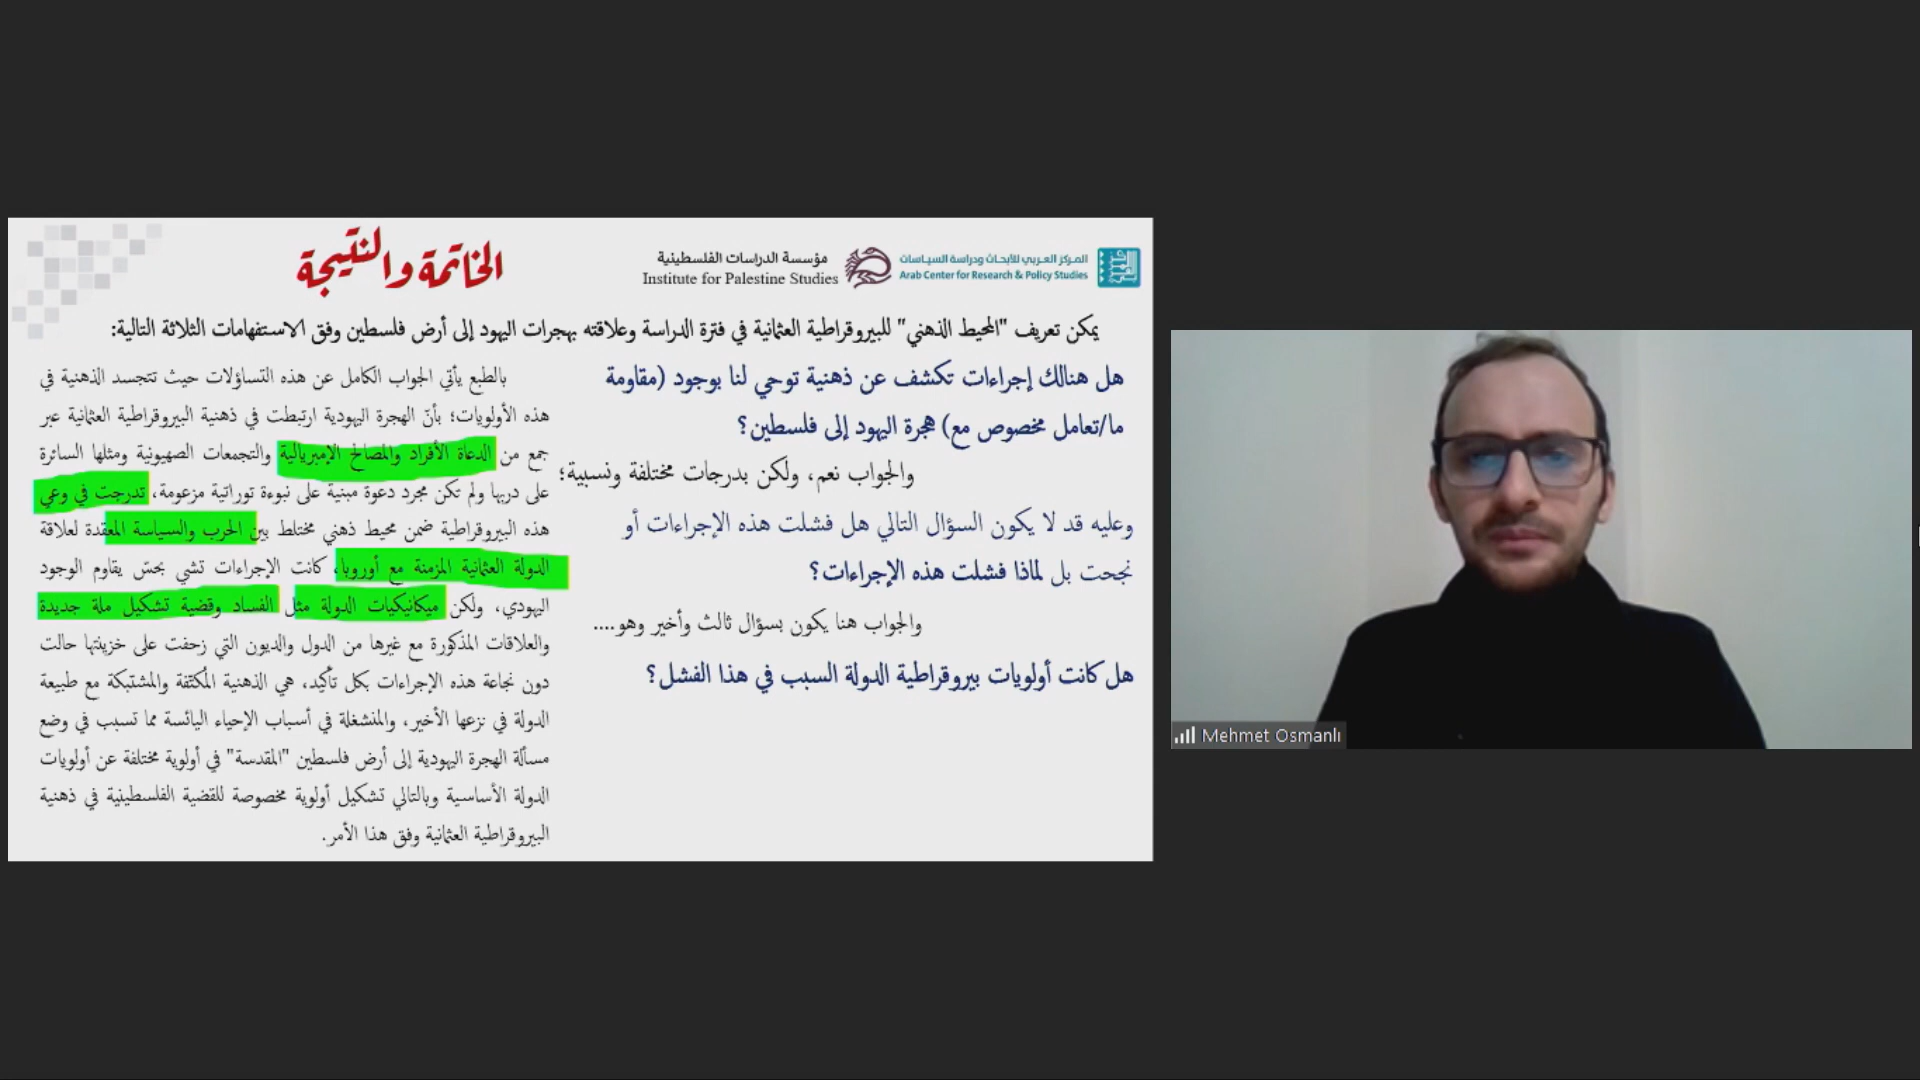 الخاتمة والنتيجة
مؤسسة الدراسات الفلسطينية
Institute for Palestine Studies
المركز العربي للأبحاث ودراسة السياسات
Arab Center for Research & Policy Studies
يمكن تعريف "المحيط الذهني" للبيروقراطية العثمانية في فترة الدراسة وعلاقته بهجرات اليهود إلى أرض فلسطين وفق الاستفهامات الثلاثة التالية:
هل هنالك إجراءات تكشف عن ذهنية توحي لنا بوجود (مقاومة
ما/تعامل مخصوص مع) هجرة اليهود إلى فلسطين؟
والجواب نعم، ولكن بدرجات مختلفة ونسبية؛
وعليه قد لا يكون السؤال التالي هل فشلت هذه الإجراءات أو
نجحت بل لماذا فشلت هذه الإجراءات؟
والجواب هنا يكون بسؤال ثالث وأخير وهو....
هل كانت أولويات بيروقراطية الدولة السبب في هذا الفشل؟
بالطبع يأتي الجواب الكامل عن هذه التساؤلات حيث تتجسد الذهنية في
هذه الأولويات؛ بأنّ الهجرة اليهودية ارتبطت في ذهنية البيروقراطية العثمانية عبر
جمع من الدعاة الأفراد والمصالح الإمبريالية والتجمعات الصهيونية ومثلها السائرة
على دربها ولم تكن مجرد دعوة مبنية على نبوءة توراتية مزعومة، تدرجت في وعي
هذه البيروقراطية ضمن محيط ذهني مختلط بين الحرب والسياسة المعقدة لعلاقة
الدولة العثمانية المزمنة مع أوروبا، كانت الإجراءات تشي بحسّ يقاوم الوجود
اليهودي، ولكن ميكانيكيات الدولة مثل الفساد وقضية تشكيل ملة جديدة
والعلاقات المذكورة مع غيرها من الدول والديون التي زحفت على خزينتها حالت
دون نجاعة هذه الإجراءات بكل تأكيد، هي الذهنية المُكثفة والمشتبكة مع طبيعة
الدولة في نزعها الأخير، والمنشغلة في أسباب الإحياء اليائسة مما تسبب في وضع
مسألة الهجرة اليهودية إلى أرض فلسطين "المقدسة" في أولوية مختلفة عن أولويات
الدولة الأساسية وبالتالي تشكيل أولوية مخصوصة للقضية الفلسطينية في ذهنية
البيروقراطية العثمانية وفق هذا الأمر.
Mehmet Osmanlı